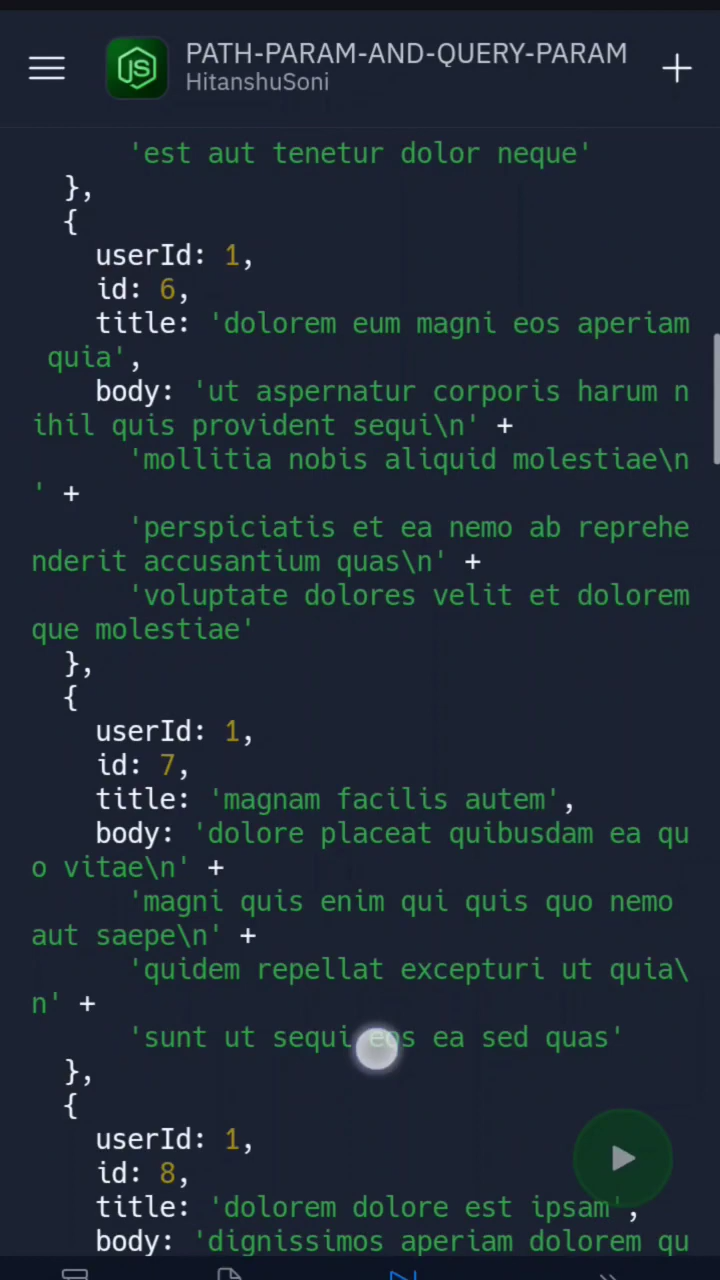 PATH-PARAM-AND-QUERY-PARAM
HitanshuSoni
'est aut tenetur dolor neque'
},
{
userId: 1,
id: 6,
title: 'dolorem eum magni eos aperiam
quia',
body: 'ut aspernatur corporis harum n
ihil quis provident sequi\n' +
'mollitia nobis aliquid molestiae\n
' +
'perspiciatis et ea nemo ab reprehe
nderit accusantium quas\n' +
'voluptate dolores velit et dolorem
que molestiae'
},
{
userId: 1,
id: 7,
title: 'magnam facilis autem',
body: 'dolore placeat quibusdam ea qu
o vitae\n' +
'magni quis enim qui quis quo nemo
aut saepe\n' +
'quidem repellat excepturi ut quia\
n' +
'sunt ut sequi eos ea sed quas'
},
{
userId: 1,
id: 8,
title: 'dolorem dolore est ipsam',
body: 'dignissimos aperiam dolorem qu